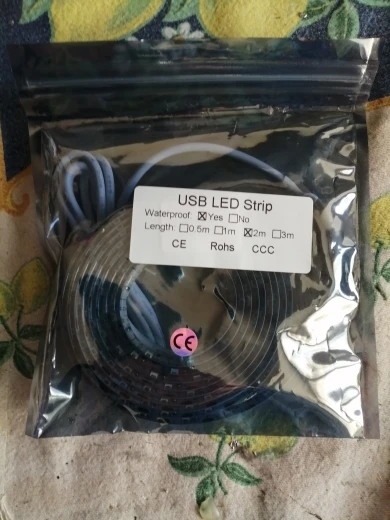 USB LED Strip
Waterproof ☒Yes ☐No
Length ☐0.5m ☐1m ☒2m ☐3m
CE Rohs CCC
CE